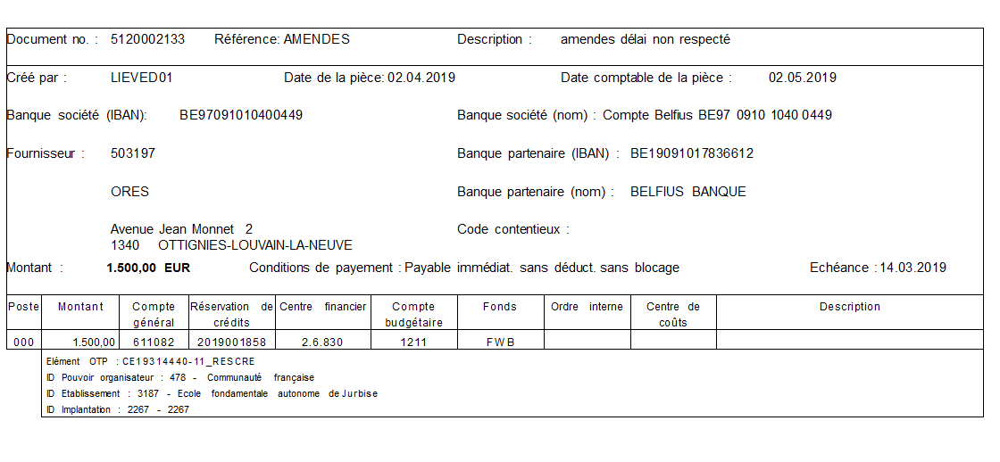 Document no. : 5120002133 Référence: AMENDES Description : amendes délai non respecté
Créé par : LIEVED01 Date de la pièce: 02.04.2019 Date comptable de la pièce : 02.05.2019
Banque société (IBAN): BE97091010400449 Banque société (nom) : Compte Belfius BE97 0910 1040 0449
Fournisseur : 503197 Banque partenaire (IBAN) : BE19091017836612
ORES Banque partenaire (nom) : BELFIUS BANQUE
Avenue Jean Monnet 2 Code contentieux :
1340 OTTIGNIES-LOUVAIN-LA-NEUVE
Montant : 1.500,00 EUR Conditions de payement : Payable immédiat. sans déduct. sans blocage Echéance : 14.03.2019
Poste Montant Compte général Réservation de crédits Centre financier Compte budgétaire Fonds Ordre interne Centre de coûts Description
000 1.500,00 611082 2019001858 2.6.830 1211 FWB
Elément OTP : CE19314440-11_RESCRE
ID Pouvoir organisateur : 478 - Communauté française
ID Etablissement : 3187 - Ecole fondamentale autonome de Jurbise
ID Implantation : 2267 - 2267